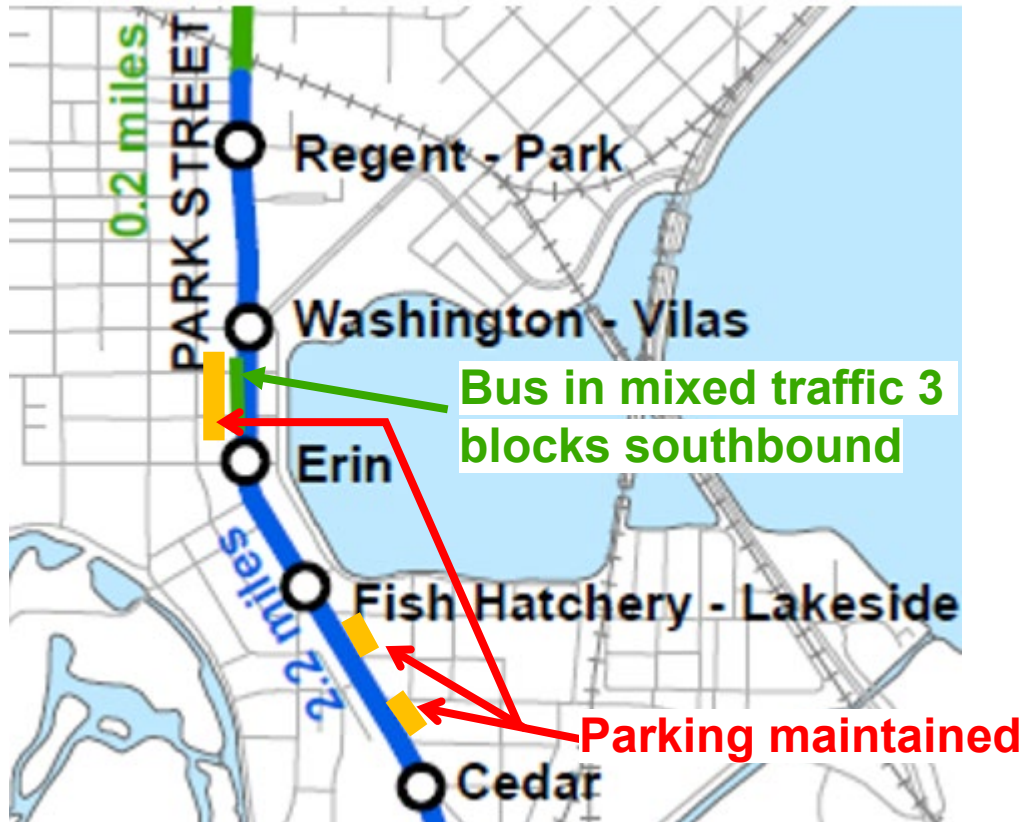 0.2 miles
PARK STREET
Regent - Park
Washington - Vilas
Bus in mixed traffic 3
blocks southbound
Erin
2.2 miles
Fish Hatchery - Lakeside
Parking maintained
Cedar